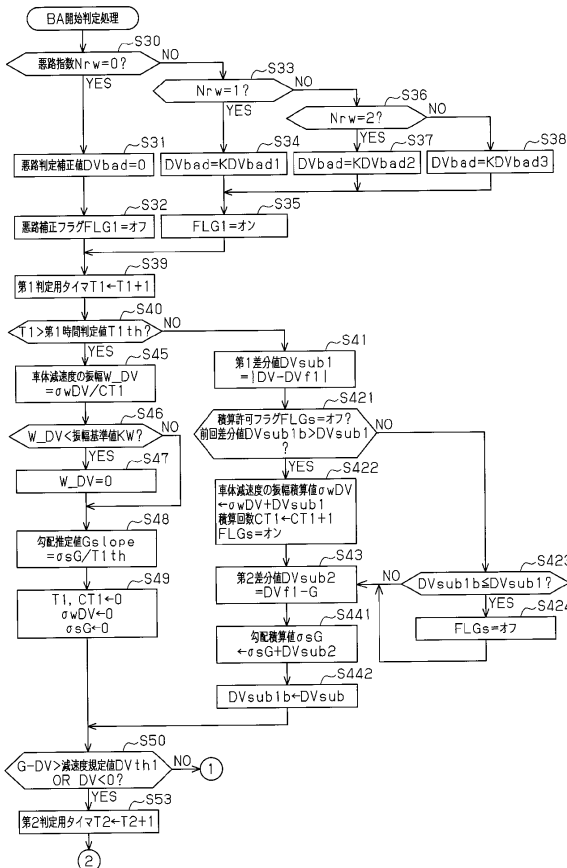 BA開始判定処理
S30
悪路指数Nrw=0?
NO
YES
S33
Nrw=1?
NO
YES
S36
Nrw=2?
NO
YES
S31
悪路判定補正値DVbad=0
S34
DVbad=KDVbad1
S37
DVbad=KDVbad2
S38
DVbad=KDVbad3
S32
悪路補正フラグFLG1=オフ
S35
FLG1=オン
S39
第1判定用タイマT1←T1+1
S40
T1>第1時間判定値T1th?
NO
YES
S45
車体減速度の振幅W_DV
=σwDV/CT1
S46
W_DV<振幅基準値KW?
NO
YES
S47
W_DV=0
S48
勾配推定値Gslope
=σsG/T1th
S49
T1, CT1←0
σwDV←0
σsG←0
S41
第1差分値DVsub1
=|DV-DVf1|
S421
積算許可フラグFLGs=オフ?
前回差分値DVsub1b>DVsub1
?
NO
YES
S422
車体減速度の振幅積算値σwDV
←σwDV+DVsub1
積算回数CT1←CT1+1
FLGs=オン
S43
第2差分値DVsub2
=DVf1-G
S423
DVsub1b≦DVsub1?
NO
YES
S424
FLGs=オフ
S441
勾配積算値σsG
←σsG+DVsub2
S442
DVsub1b←DVsub
S50
G-DV>減速度規定値DVth1
OR DV<0?
NO
1
YES
S53
第2判定用タイマT2←T2+1
2